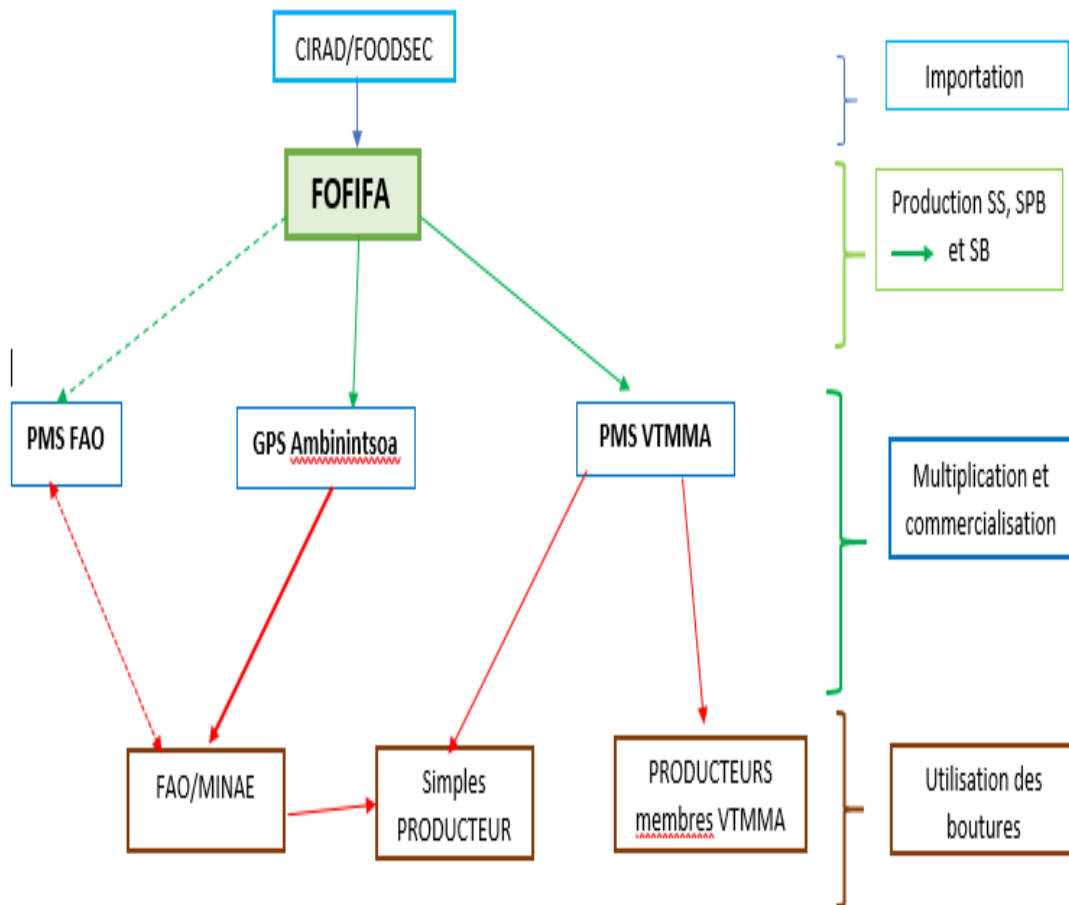 CIRAD/FOODSEC
Importation
FOFIFA
Production SS, SPB
et SB
PMS FAO
GPS Ambinintsoa
PMS VTMMA
Multiplication et
commercialisation
FAO/MINAE
Simples
PRODUCTEUR
PRODUCTEURS
membres VTMMA
Utilisation des
boutures